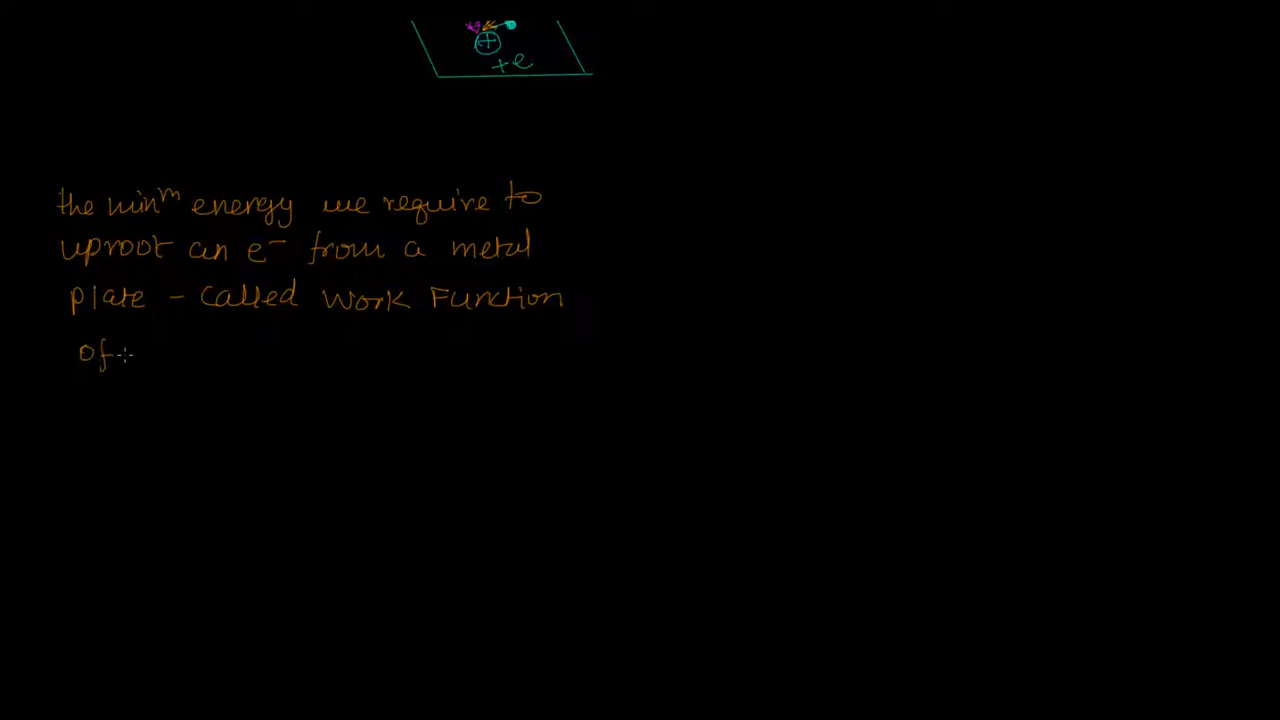 +
+e
the minᵐ energy we require to
uproot an e⁻ from a metal
plate - Called Work Function
Of